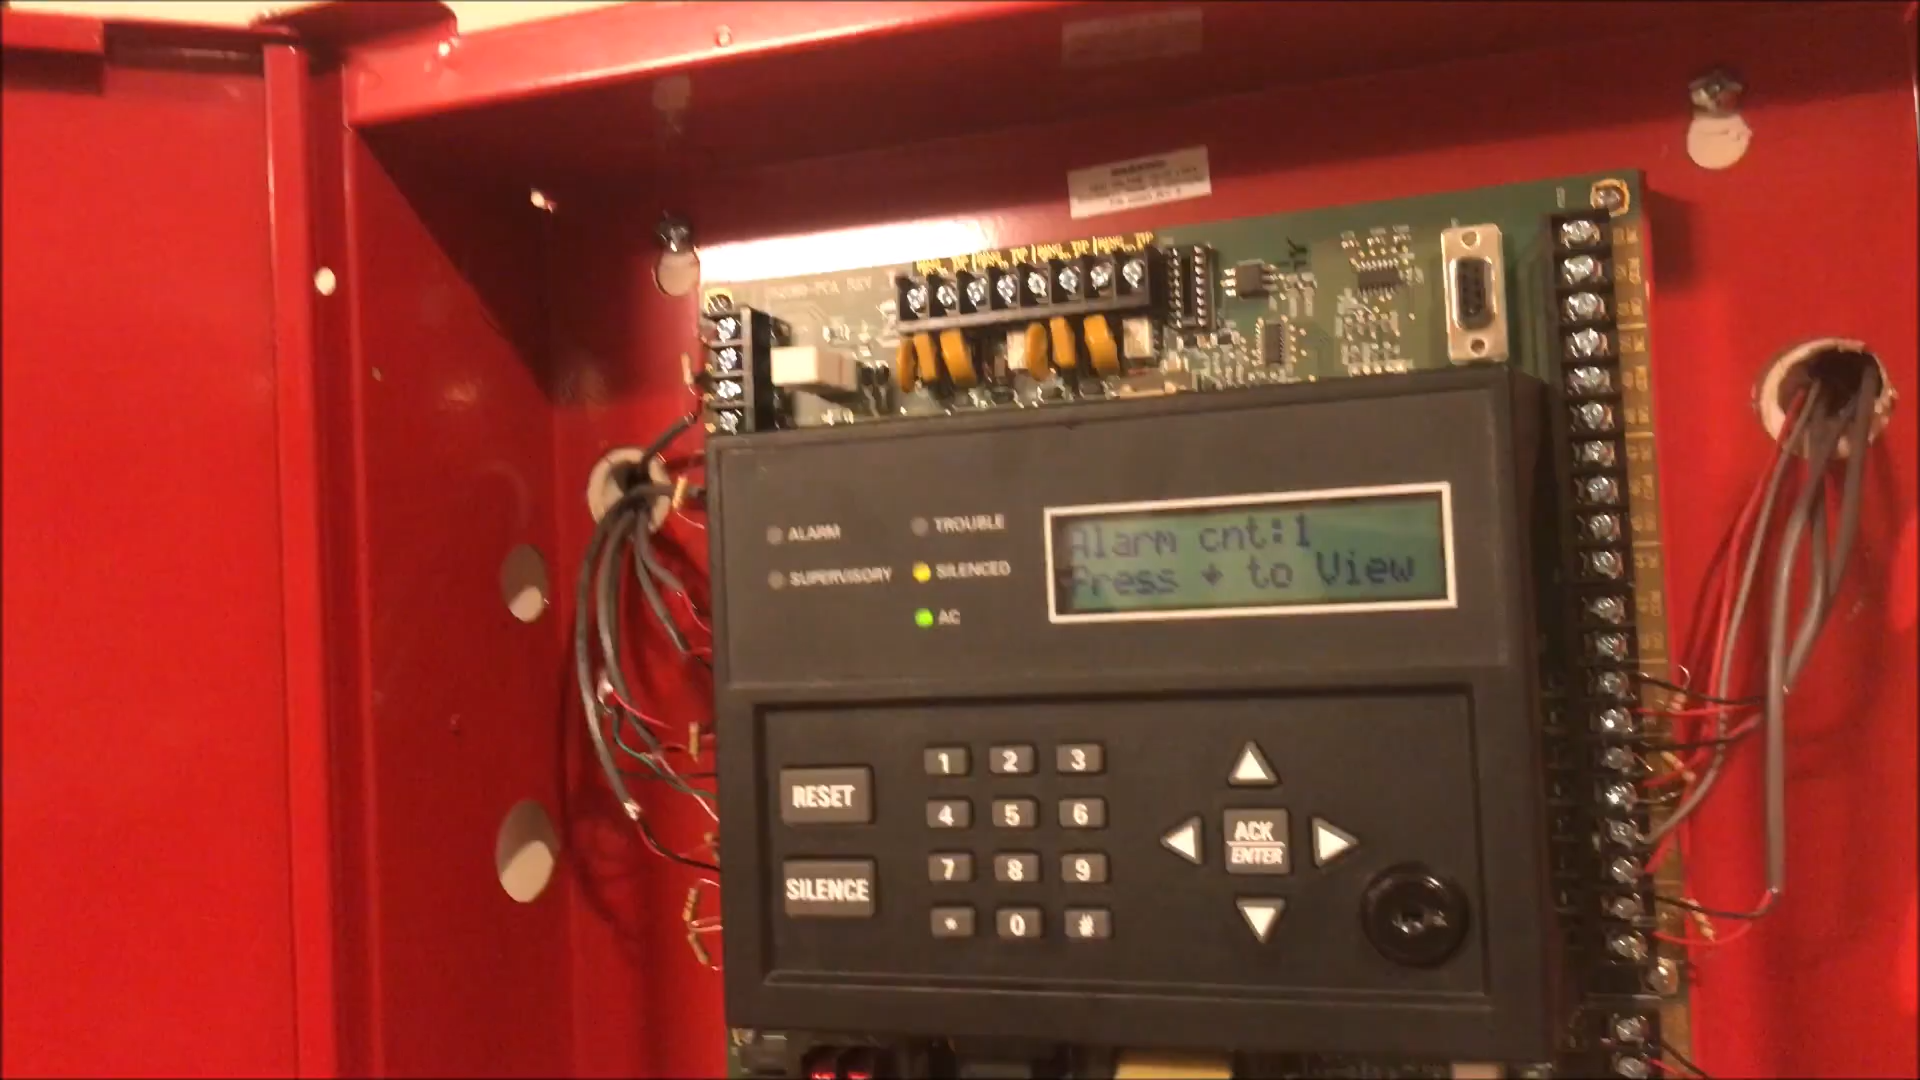 WARNING
ALARM
TROUBLE
SUPERVISORY
SILENCED
AC
Alarm cnt:1
Press ↓ to View
RESET
SILENCE
1 2 3
4 5 6
7 8 9
* 0 #
ACK
ENTER